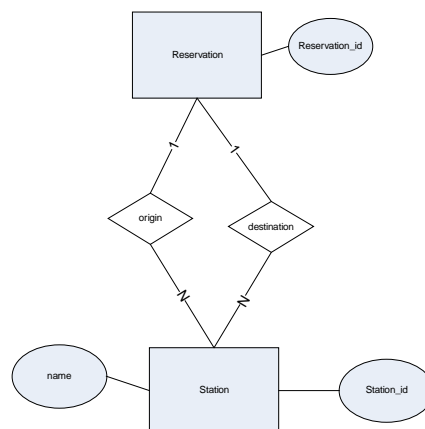 Reservation
Reservation_id
1
1
origin
destination
N
N
name
Station
Station_id